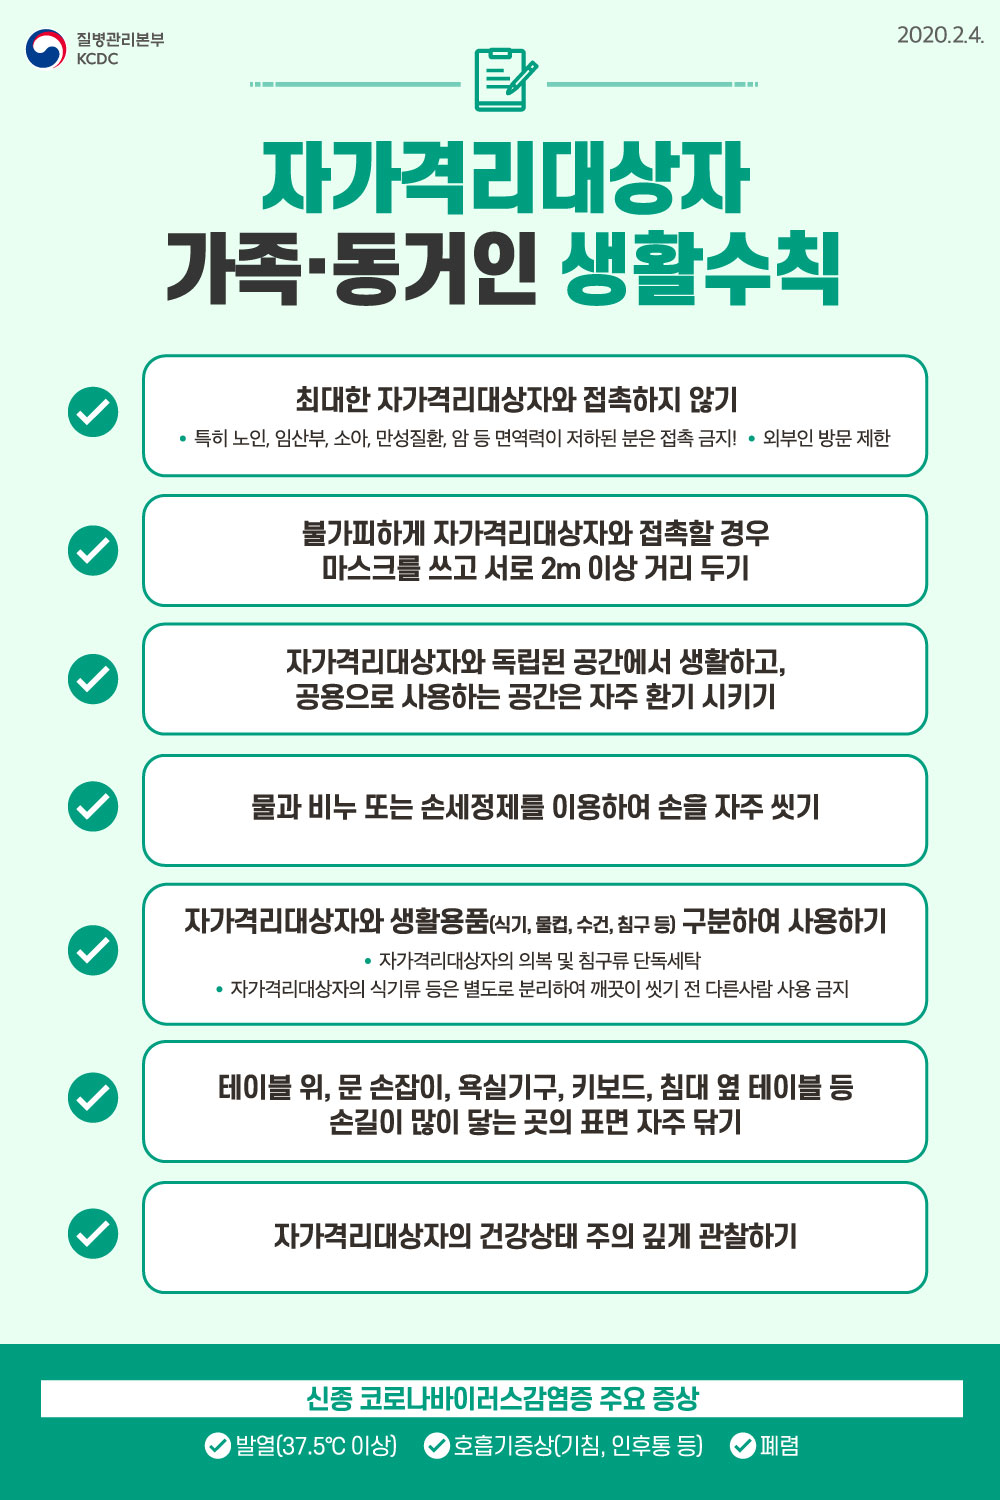 질병관리본부
KCDC
2020.2.4.
자가격리대상자
가족·동거인 생활수칙
최대한 자가격리대상자와 접촉하지 않기
• 특히 노인, 임산부, 소아, 만성질환, 암 등 면역력이 저하된 분은 접촉 금지! • 외부인 방문 제한
불가피하게 자가격리대상자와 접촉할 경우
마스크를 쓰고 서로 2m 이상 거리 두기
자가격리대상자와 독립된 공간에서 생활하고,
공용으로 사용하는 공간은 자주 환기 시키기
물과 비누 또는 손세정제를 이용하여 손을 자주 씻기
자가격리대상자와 생활용품(식기, 물컵, 수건, 침구 등) 구분하여 사용하기
• 자가격리대상자의 의복 및 침구류 단독세탁
• 자가격리대상자의 식기류 등은 별도로 분리하여 깨끗이 씻기 전 다른사람 사용 금지
테이블 위, 문 손잡이, 욕실기구, 키보드, 침대 옆 테이블 등
손길이 많이 닿는 곳의 표면 자주 닦기
자가격리대상자의 건강상태 주의 깊게 관찰하기
신종 코로나바이러스감염증 주요 증상
발열(37.5℃ 이상) 호흡기증상(기침, 인후통 등) 폐렴